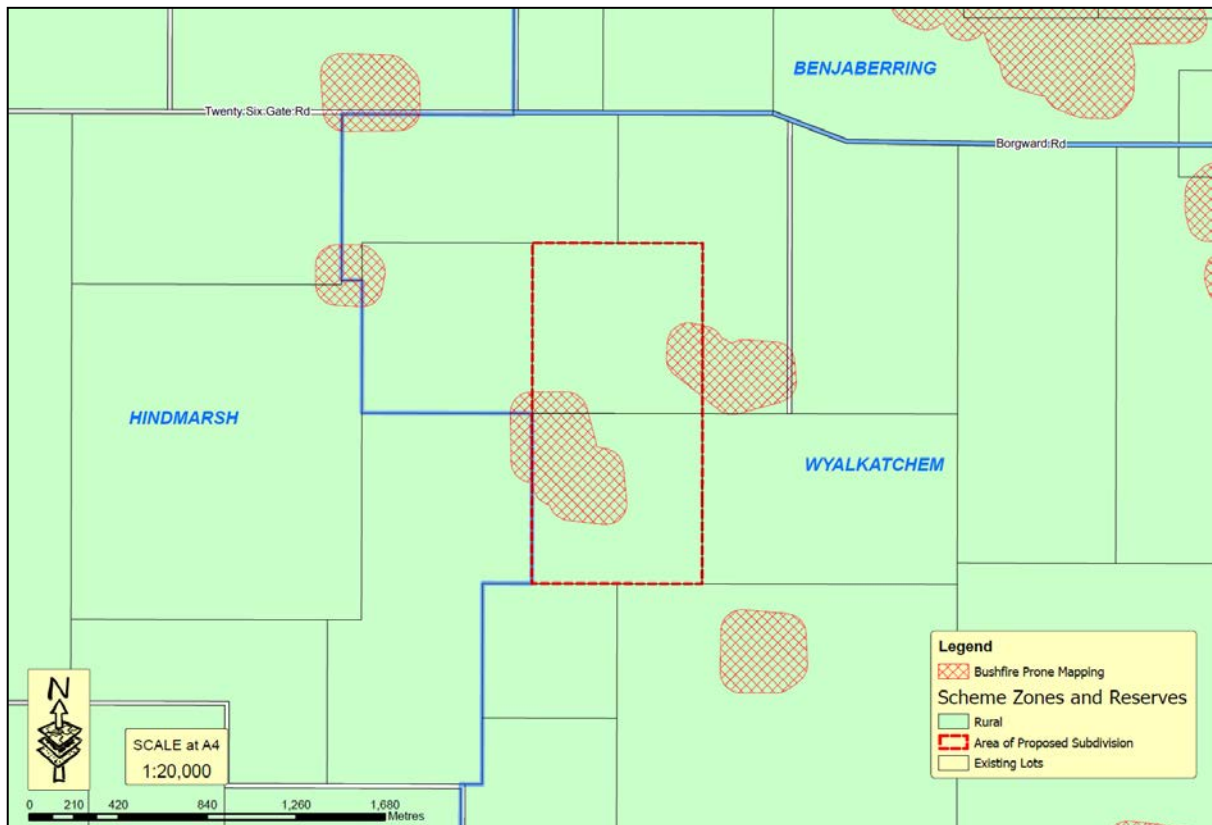 BENJABERRING
Twenty Six Gate Rd
Borgward Rd
HINDMARSH
WYALKATCHEM
Legend
Bushfire Prone Mapping
Scheme Zones and Reserves
Rural
Area of Proposed Subdivision
Existing Lots
N
SCALE at A4
1:20,000
0 210 420 840 1,260 1,680
Metres